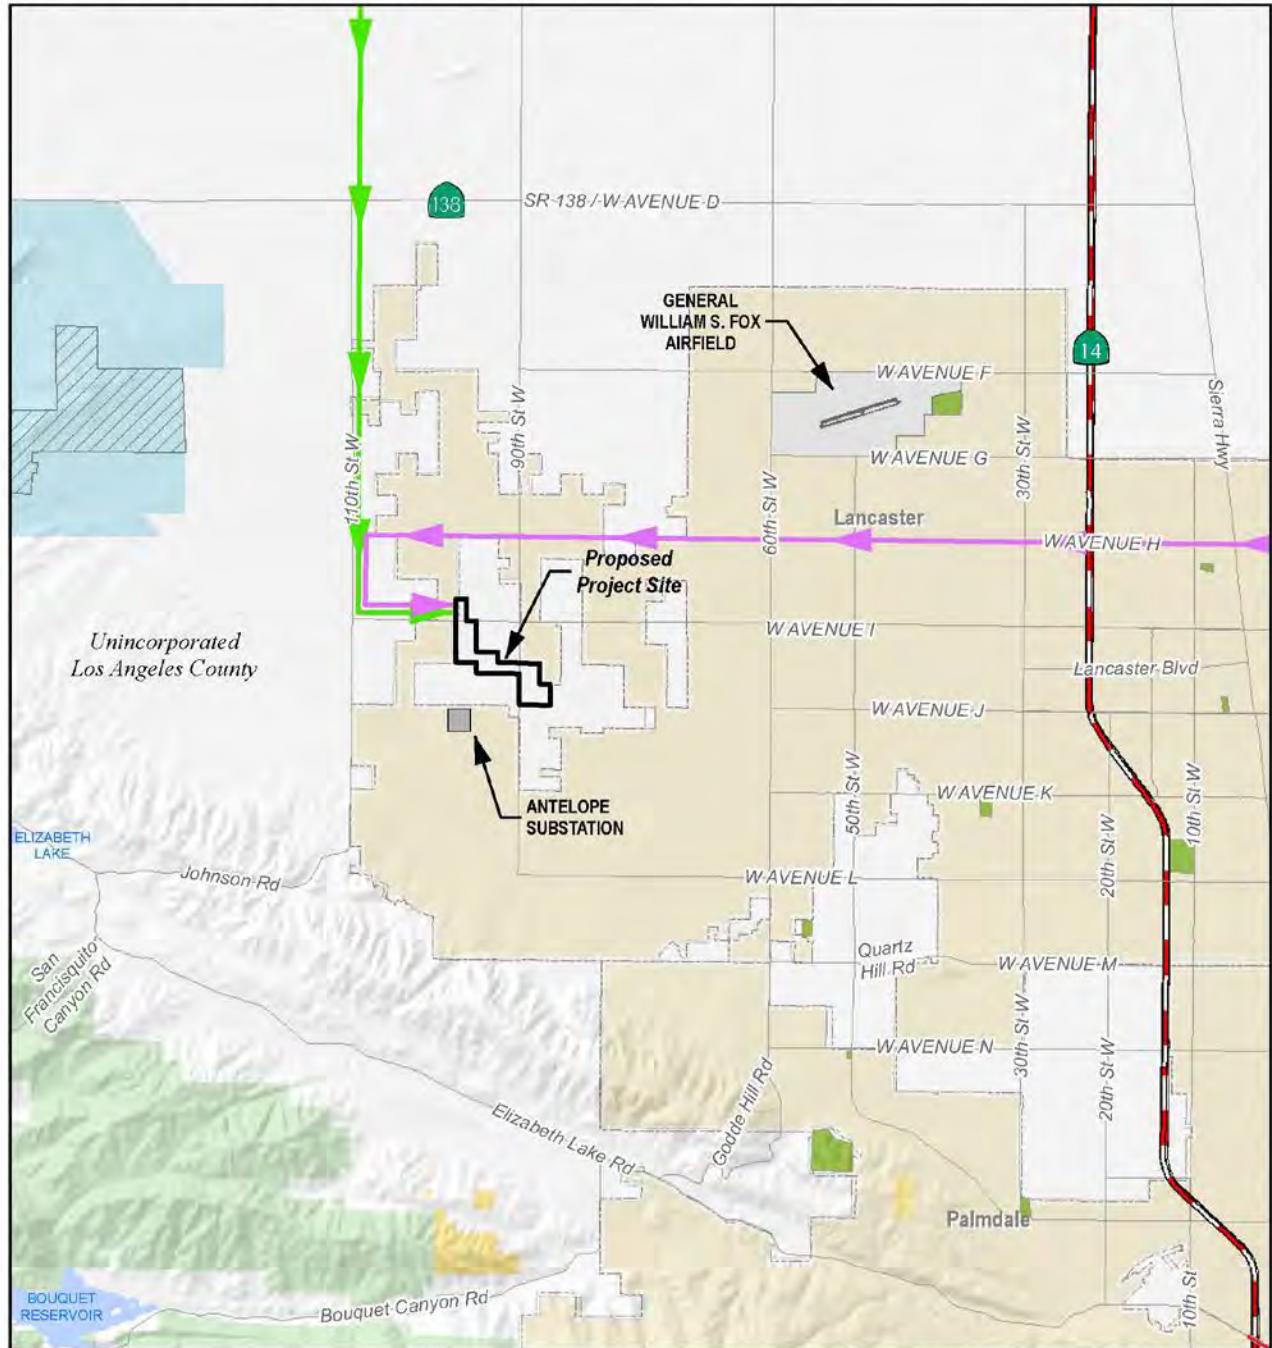 138
SR 138 / W AVENUE D
GENERAL
WILLIAM S. FOX
AIRFIELD
14
W AVENUE F
Sierra Hwy
90th St W
30th St W
W AVENUE G
110th St W
60th St W
Lancaster
W AVENUE H
Proposed
Project Site
Unincorporated
Los Angeles County
W AVENUE I
Lancaster Blvd
W AVENUE J
ANTELOPE
SUBSTATION
50th St W
W AVENUE K
10th St W
20th St W
ELIZABETH
LAKE
Johnson Rd
W AVENUE L
San
Francisquito
Canyon Rd
Quartz
Hill Rd
W AVENUE M
30th St W
W AVENUE N
20th St W
Godde Hill Rd
Elizabeth Lake Rd
Palmdale
BOUQUET
RESERVOIR
Bouquet Canyon Rd
10th St